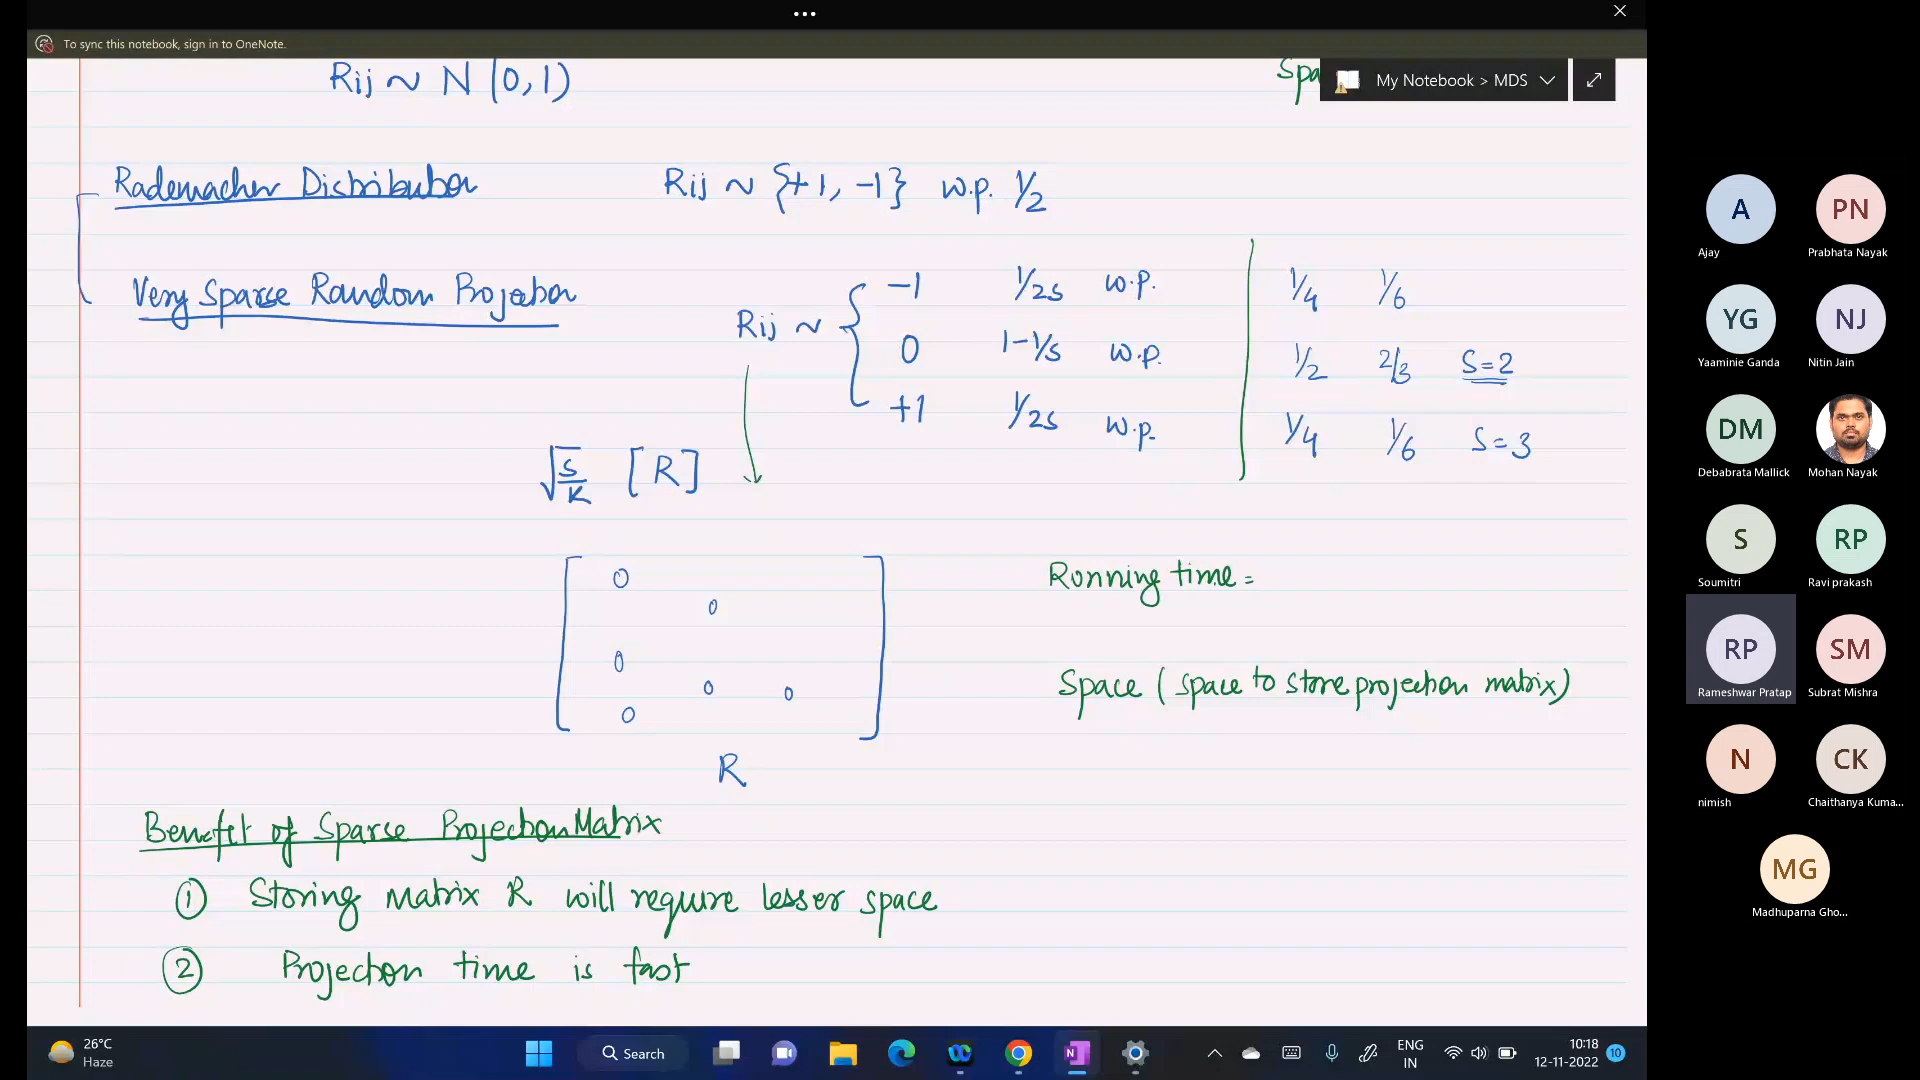 To sync this notebook, sign in to OneNote.
Rij ~ N (0,1)
Spa
My Notebook > MDS
Rademacher Distribution
Rij ~ {+1, -1} w.p. 1/2
Very Sparse Random Projection
Rij ~ {
-1 1/2s w.p.
0 1-1/s w.p.
+1 1/2s w.p.
1/4 1/6
1/2 2/3 S=2
1/4 1/6 S=3
√s/k [R]
0
0
0
0 0
0
R
Running time =
Space (space to store projection matrix)
Benefit of Sparse Projection Matrix
① Storing matrix R will require lesser space
② Projection time is fast
A
Ajay
PN
Prabhata Nayak
YG
Yaaminie Ganda
NJ
Nitin Jain
DM
Debabrata Mallick
Mohan Nayak
S
Soumitri
RP
Ravi prakash
RP
Rameshwar Pratap
SM
Subrat Mishra
N
nimish
CK
Chaithanya Kuma...
MG
Madhuparna Gho...
26°C
Haze
Search
ENG
IN
10:18
12-11-2022
10